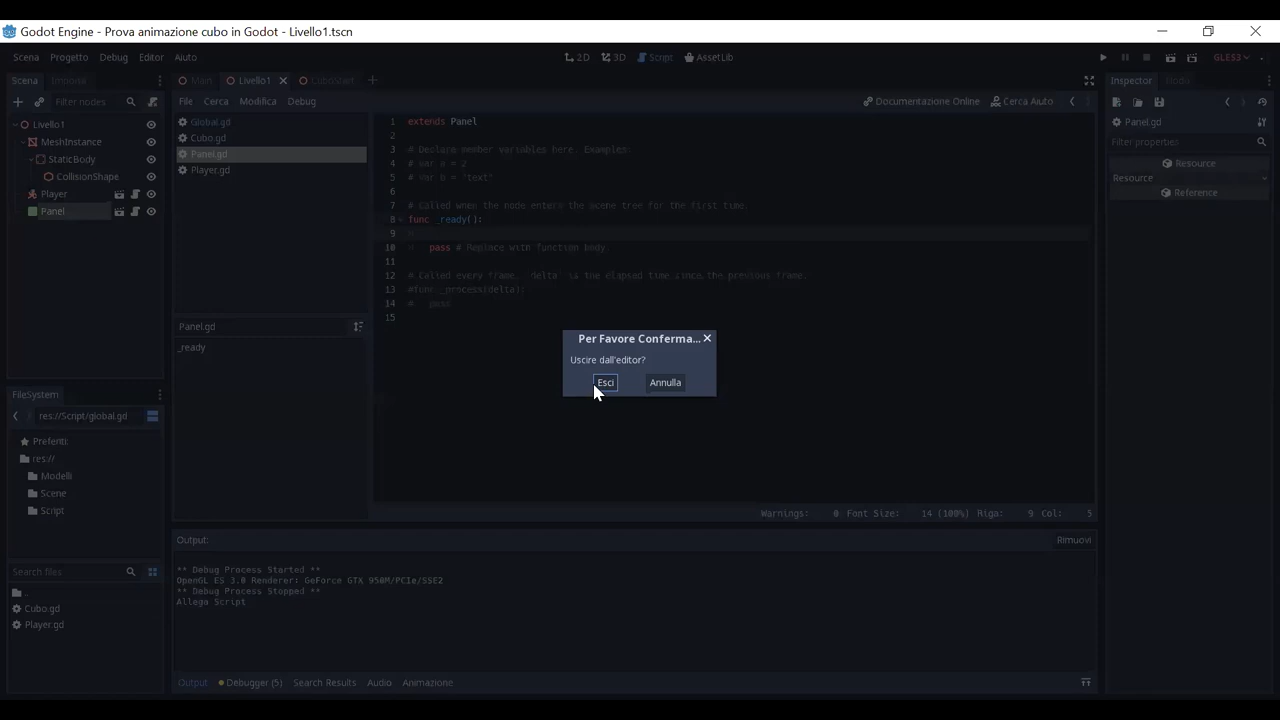 Godot Engine - Prova animazione cubo in Godot - Livello1.tscn
Scena Progetto Debug Editor Aiuto
2D 3D Script AssetLib
GLES3
Scena Importa
Filter nodes
Livello1
MeshInstance
StaticBody
CollisionShape
Player
Panel
FileSystem
res://Script/global.gd
Preferiti:
res://
Modelli
Scene
Script
Search files
..
Cubo.gd
Player.gd
Main Livello1 CuboStart
File Cerca Modifica Debug
Documentazione Online Cerca Aiuto
Global.gd
Cubo.gd
Panel.gd
Player.gd
Panel.gd
_ready
1 extends Panel
2
3 # Declare member variables here. Examples:
4 # var a = 2
5 # var b = "text"
6
7 # Called when the node enters the scene tree for the first time.
8 func _ready():
9
10 pass # Replace with function body.
11
12 # Called every frame. 'delta' is the elapsed time since the previous frame.
13 #func _process(delta):
14 # pass
15
Per Favore Conferma...
Uscire dall'editor?
Esci Annulla
Warnings: 0 Font Size: 14 (100%) Riga: 9 Col: 5
Output: Rimuovi
** Debug Process Started **
OpenGL ES 3.0 Renderer: GeForce GTX 950M/PCIe/SSE2
** Debug Process Stopped **
Allega Script
Output Debugger (5) Search Results Audio Animazione
Inspector Nodo
Panel.gd
Filter properties
Resource
Resource
Reference